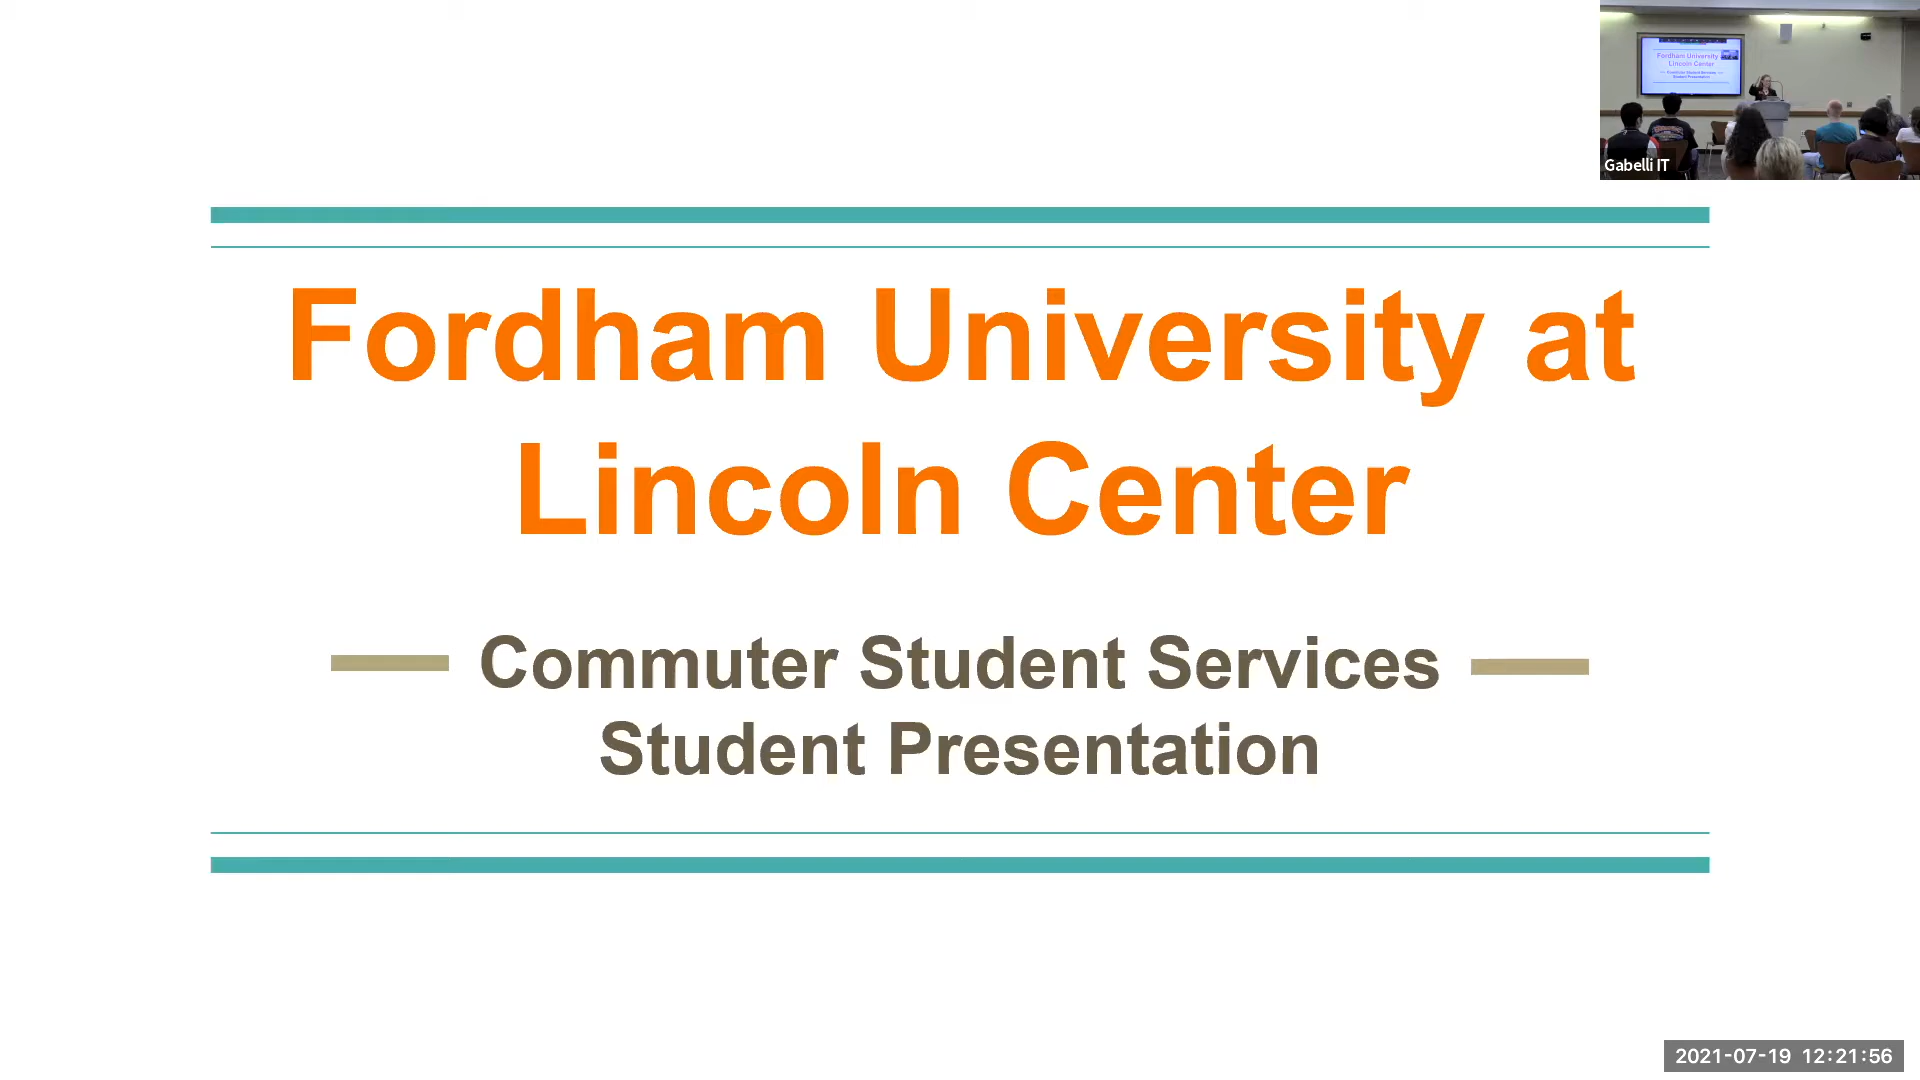 Gabelli IT
Fordham University at
Lincoln Center
Commuter Student Services
Student Presentation
2021-07-19 12:21:56